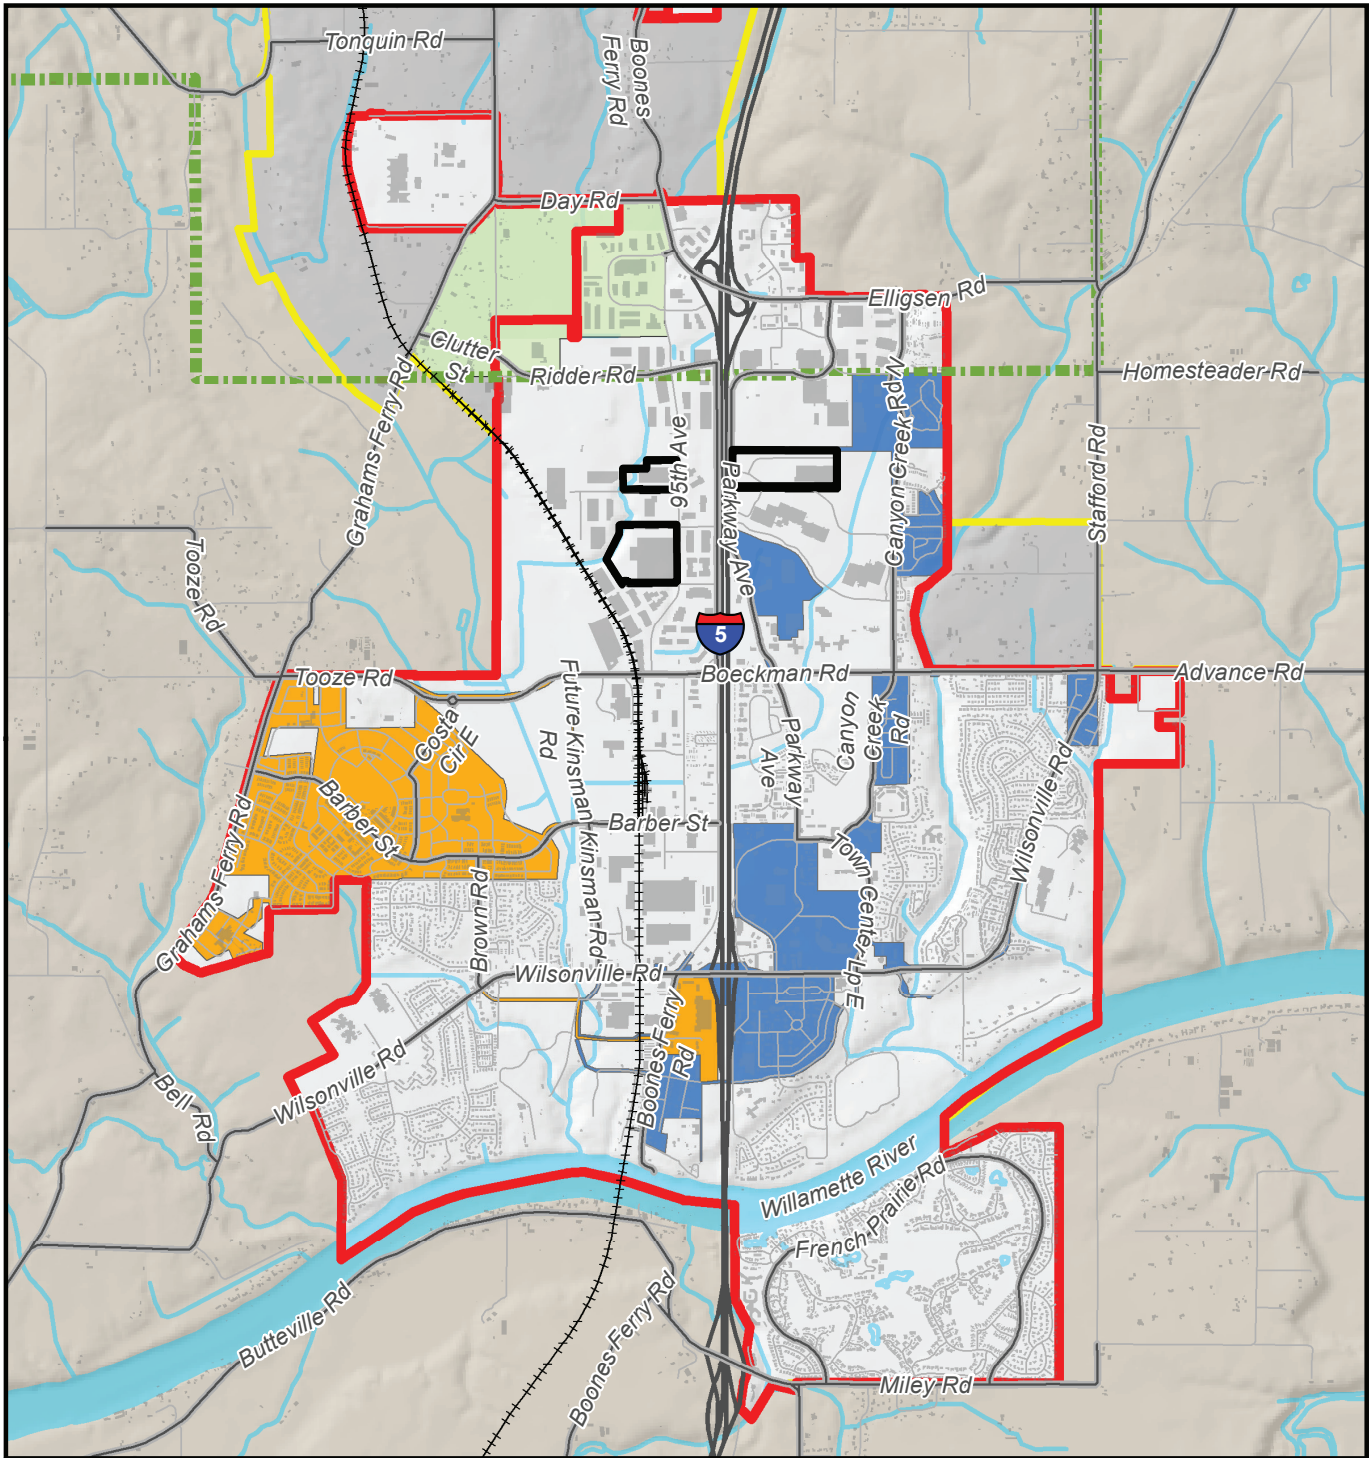 Tonquin Rd
Boones
Ferry Rd
Day Rd
Elligsen Rd
Clutter
St
Ridder Rd
Homesteader Rd
Grahams Ferry Rd
95th Ave
Parkway Ave
Canyon Creek Rd W
Stafford Rd
Tooze Rd
5
Tooze Rd
Boeckman Rd
Advance Rd
Costa
Cir E
Future-Kinsman Rd
Canyon
Creek
Rd
Parkway
Ave
Barber St
Barber St
Wilsonville Rd
Grahams Ferry Rd
Town Center Lp E
Brown Rd
Kinsman Rd
Wilsonville Rd
Boones Ferry
Rd
Wilsonville Rd
Bell Rd
Willamette River
French Prairie Rd
Butteville Rd
Boones Ferry Rd
Miley Rd